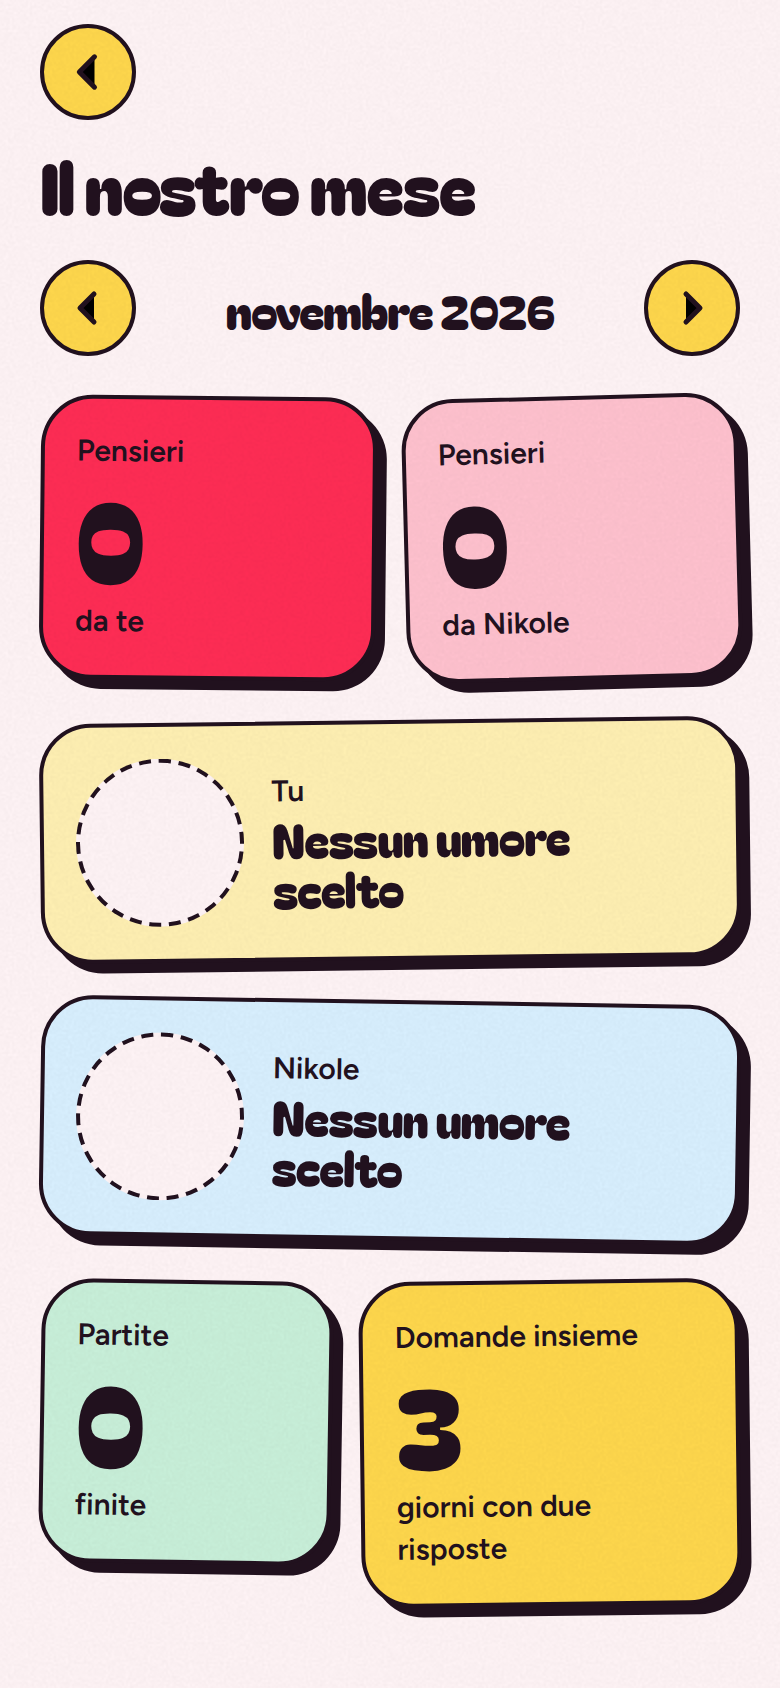 Il nostro mese
novembre 2026
Pensieri
0
da te
Pensieri
0
da Nikole
Tu
Nessun umore
scelto
Nikole
Nessun umore
scelto
Partite
0
finite
Domande insieme
3
giorni con due
risposte